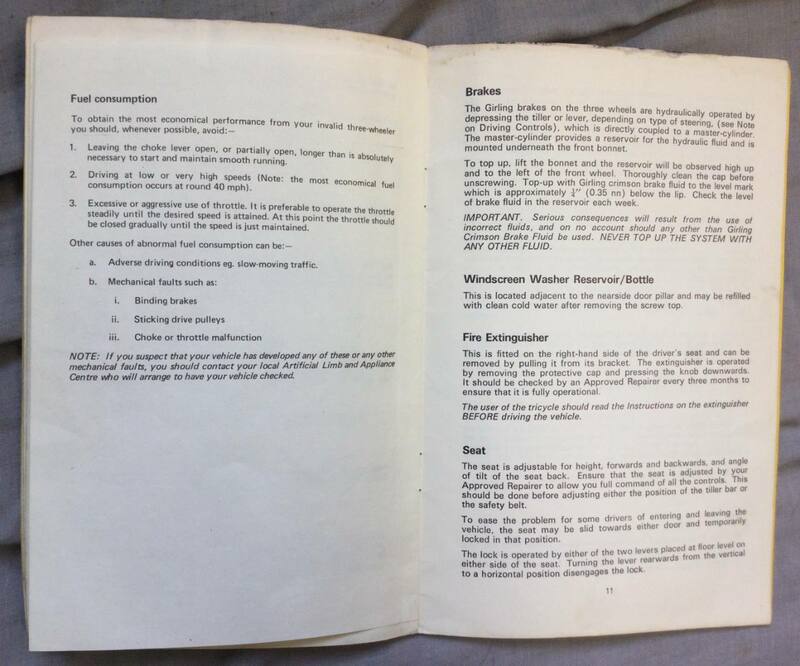 Fuel consumption
To obtain the most economical performance from your invalid three-wheeler
you should, whenever possible, avoid:—
1. Leaving the choke lever open, or partially open, longer than is absolutely
necessary to start and maintain smooth running.
2. Driving at low or very high speeds (Note: the most economical fuel
consumption occurs at round 40 mph).
3. Excessive or aggressive use of throttle. It is preferable to operate the throttle
steadily until the desired speed is attained. At this point the throttle should
be closed gradually until the speed is just maintained.
Other causes of abnormal fuel consumption can be:—
a. Adverse driving conditions eg. slow-moving traffic.
b. Mechanical faults such as:
i. Binding brakes
ii. Sticking drive pulleys
iii. Choke or throttle malfunction
NOTE: If you suspect that your vehicle has developed any of these or any other
mechanical faults, you should contact your local Artificial Limb and Appliance
Centre who will arrange to have your vehicle checked.
Brakes
The Girling brakes on the three wheels are hydraulically operated by
depressing the tiller or lever, depending on type of steering, (see Note
on Driving Controls), which is directly coupled to a master-cylinder.
The master-cylinder provides a reservoir for the hydraulic fluid and is
mounted underneath the front bonnet.
To top up, lift the bonnet and the reservoir will be observed high up
and to the left of the front wheel. Thoroughly clean the cap before
unscrewing. Top-up with Girling crimson brake fluid to the level mark
which is approximately ¼" (0.35 nn) below the lip. Check the level
of brake fluid in the reservoir each week.
IMPORTANT. Serious consequences will result from the use of
incorrect fluids, and on no account should any other than Girling
Crimson Brake Fluid be used. NEVER TOP UP THE SYSTEM WITH
ANY OTHER FLUID.
Windscreen Washer Reservoir/Bottle
This is located adjacent to the nearside door pillar and may be refilled
with clean cold water after removing the screw top.
Fire Extinguisher
This is fitted on the right-hand side of the driver's seat and can be
removed by pulling it from its bracket. The extinguisher is operated
by removing the protective cap and pressing the knob downwards.
It should be checked by an Approved Repairer every three months to
ensure that it is fully operational.
The user of the tricycle should read the Instructions on the extinguisher
BEFORE driving the vehicle.
Seat
The seat is adjustable for height, forwards and backwards, and angle
of tilt of the seat back. Ensure that the seat is adjusted by your
Approved Repairer to allow you full command of all the controls. This
should be done before adjusting either the position of the tiller bar or
the safety belt.
To ease the problem for some drivers of entering and leaving the
vehicle, the seat may be slid towards either door and temporarily
locked in that position.
The lock is operated by either of the two levers placed at floor level on
either side of the seat. Turning the lever rearwards from the vertical
to a horizontal position disengages the lock.
11